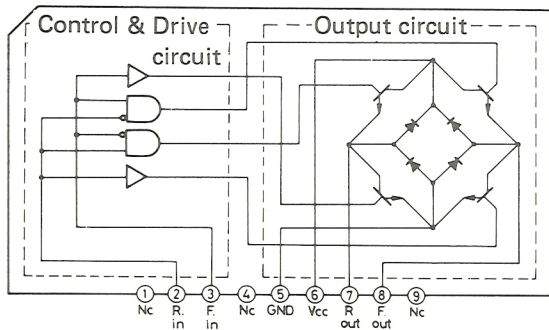 Control & Drive circuit
Output circuit
1 2 3 4 5 6 7 8 9
Nc R. in F. in Nc GND Vcc R out F. out Nc